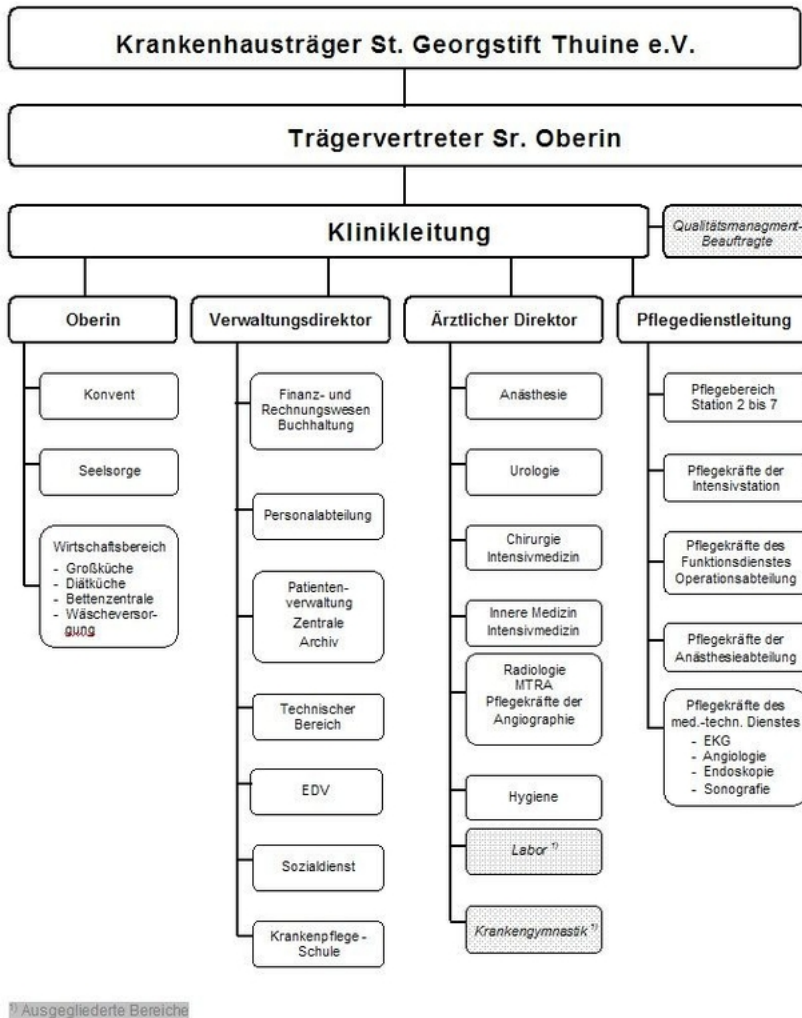 Krankenhausträger St. Georgstift Thuine e.V.
Trägervertreter Sr. Oberin
Klinikleitung
Qualitätsmanagment-
Beauftragte
Oberin
Konvent
Seelsorge
Wirtschaftsbereich
- Großküche
- Diätküche
- Bettenzentrale
- Wäscheversor-
gung
Verwaltungsdirektor
Finanz- und
Rechnungswesen
Buchhaltung
Personalabteilung
Patienten-
verwaltung
Zentrale
Archiv
Technischer
Bereich
EDV
Sozialdienst
Krankenpflege -
Schule
Ärztlicher Direktor
Anästhesie
Urologie
Chirurgie
Intensivmedizin
Innere Medizin
Intensivmedizin
Radiologie
MTRA
Pflegekräfte der
Angiographie
Hygiene
Labor ¹⁾
Krankengymnastik ¹⁾
Pflegedienstleitung
Pflegebereich
Station 2 bis 7
Pflegekräfte der
Intensivstation
Pflegekräfte des
Funktionsdienstes
Operationsabteilung
Pflegekräfte der
Anästhesieabteilung
Pflegekräfte des
med.-techn. Dienstes
- EKG
- Angiologie
- Endoskopie
- Sonografie
¹⁾ Ausgegliederte Bereiche